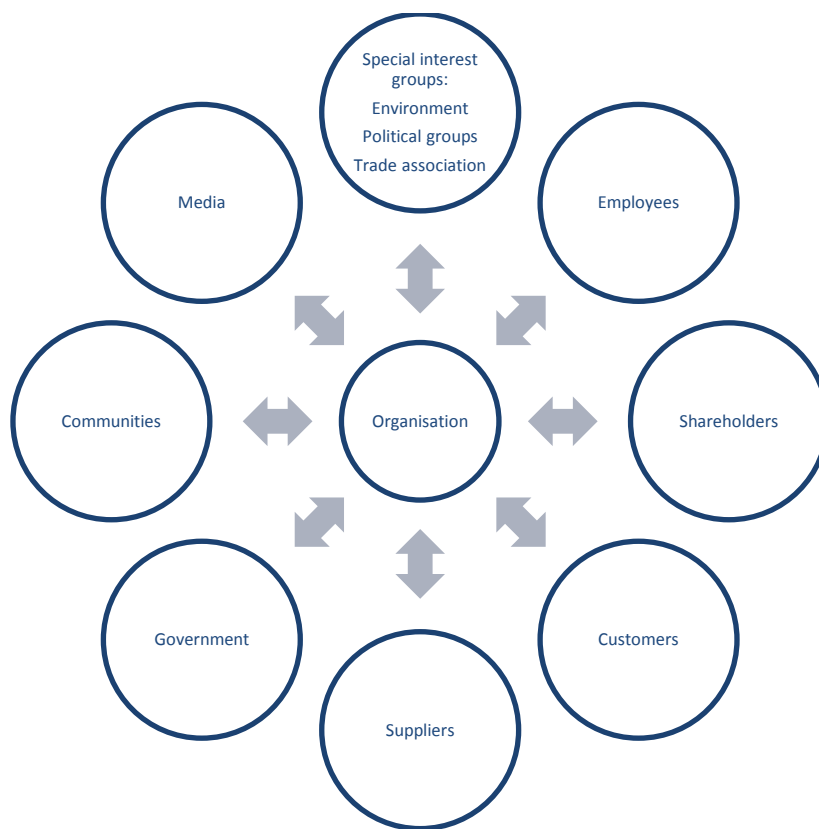 Special interest
groups:
Environment
Political groups
Trade association
Media
Employees
Communities
Organisation
Shareholders
Government
Customers
Suppliers